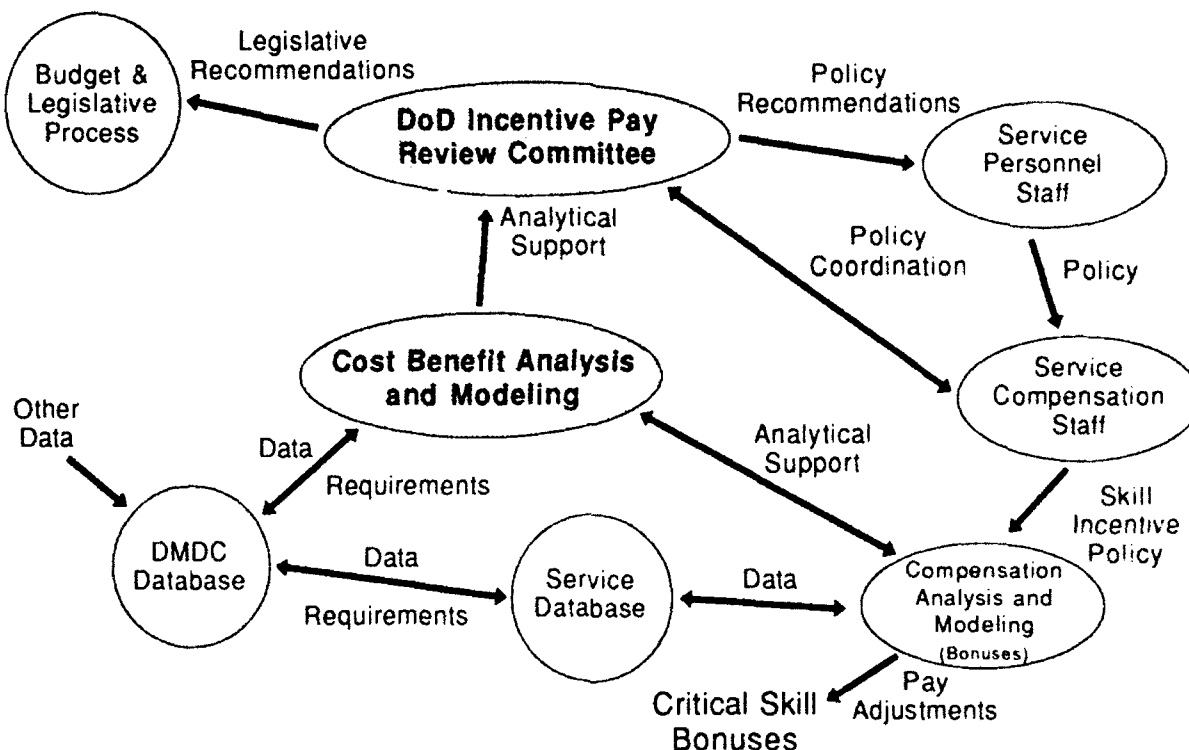 Legislative
Recommendations
Budget &
Legislative
Process
DoD Incentive Pay
Review Committee
Policy
Recommendations
Service
Personnel
Staff
Analytical
Support
Policy
Coordination
Policy
Cost Benefit Analysis
and Modeling
Service
Compensation
Staff
Other
Data
Data
Requirements
Analytical
Support
Skill
Incentive
Policy
DMDC
Database
Data
Requirements
Service
Database
Data
Compensation
Analysis and
Modeling
(Bonuses)
Pay
Adjustments
Critical Skill
Bonuses